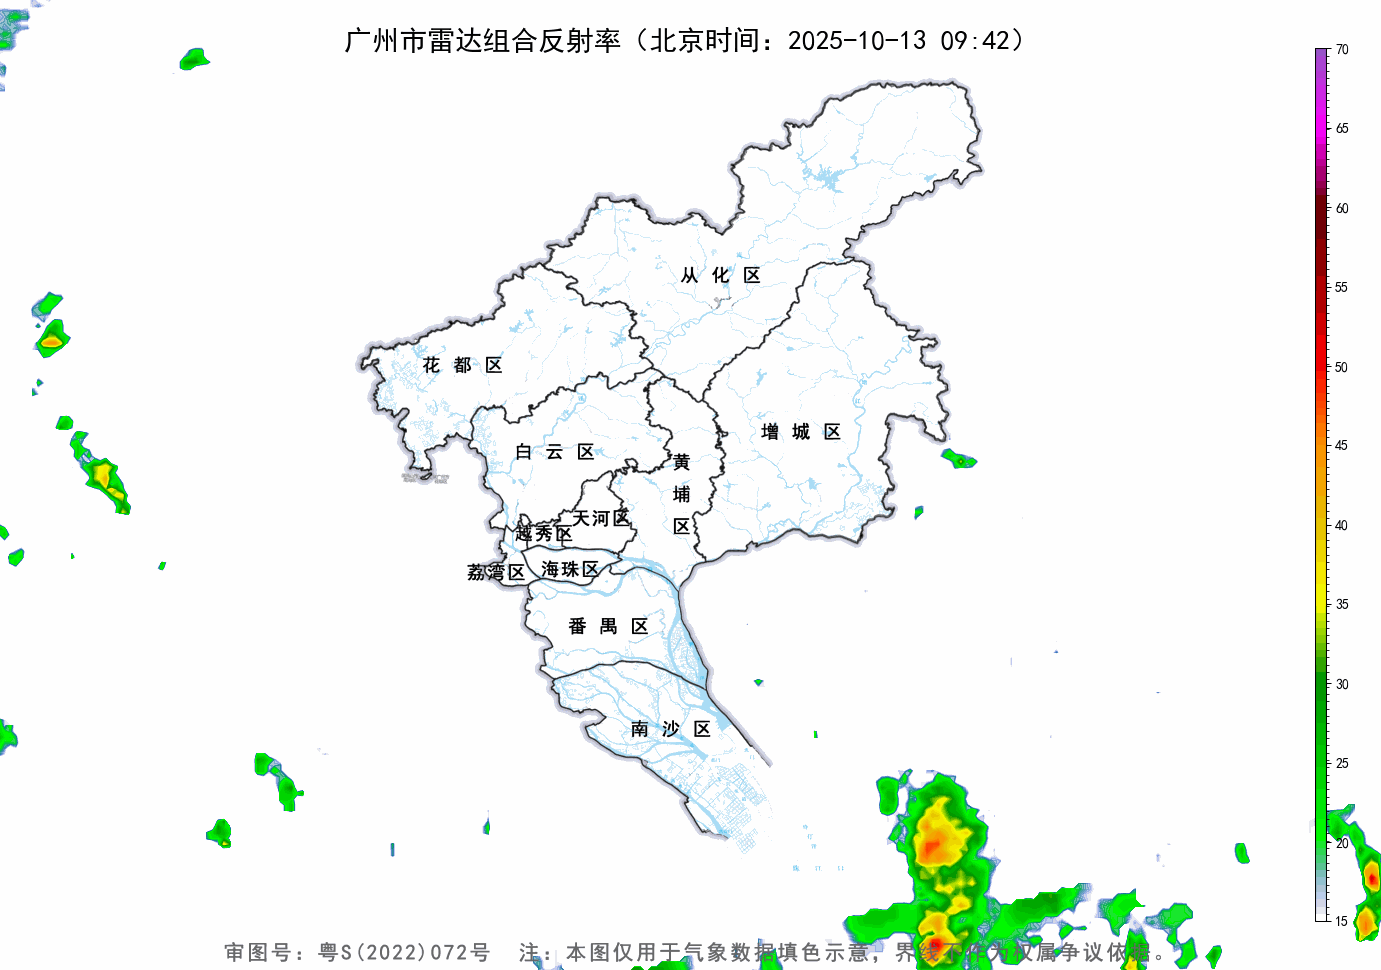 广州市雷达组合反射率（北京时间：2025-10-13 09:42）
70
65
60
55
50
45
40
35
30
25
20
15
从化区
花都区
增城区
白云区
黄埔区
天河区
越秀区
荔湾区
海珠区
番禺区
南沙区
审图号：粤S(2022)072号 注：本图仅用于气象数据填色示意，界线不作为权属争议依据。